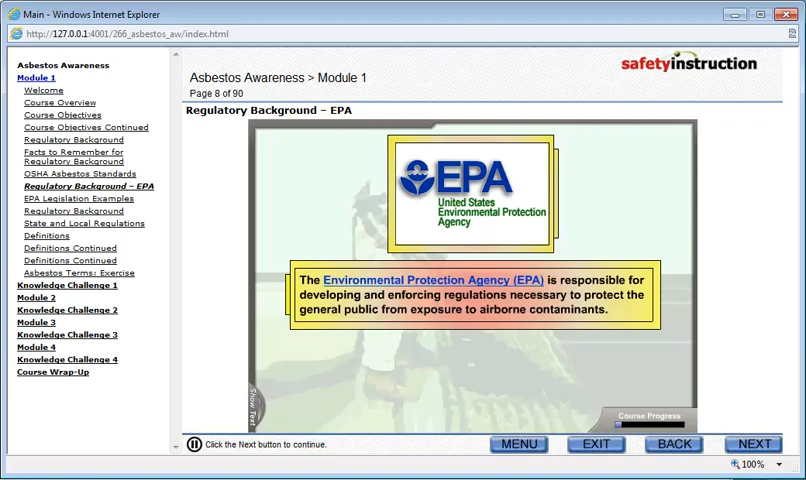 Main - Windows Internet Explorer
http://127.0.0.1:4001/266_asbestos_aw/index.html
Asbestos Awareness
Module 1
Welcome
Course Overview
Course Objectives
Course Objectives Continued
Regulatory Background
Facts to Remember for
Regulatory Background
OSHA Asbestos Standards
Regulatory Background – EPA
EPA Legislation Examples
Regulatory Background
State and Local Regulations
Definitions
Definitions Continued
Definitions Continued
Asbestos Terms: Exercise
Knowledge Challenge 1
Module 2
Knowledge Challenge 2
Module 3
Knowledge Challenge 3
Module 4
Knowledge Challenge 4
Course Wrap-Up
safetyinstruction
Asbestos Awareness > Module 1
Page 8 of 90
Regulatory Background – EPA
EPA
United States
Environmental Protection
Agency
The Environmental Protection Agency (EPA) is responsible for
developing and enforcing regulations necessary to protect the
general public from exposure to airborne contaminants.
Show Text
Course Progress
Click the Next button to continue.
MENU
EXIT
BACK
NEXT
100%